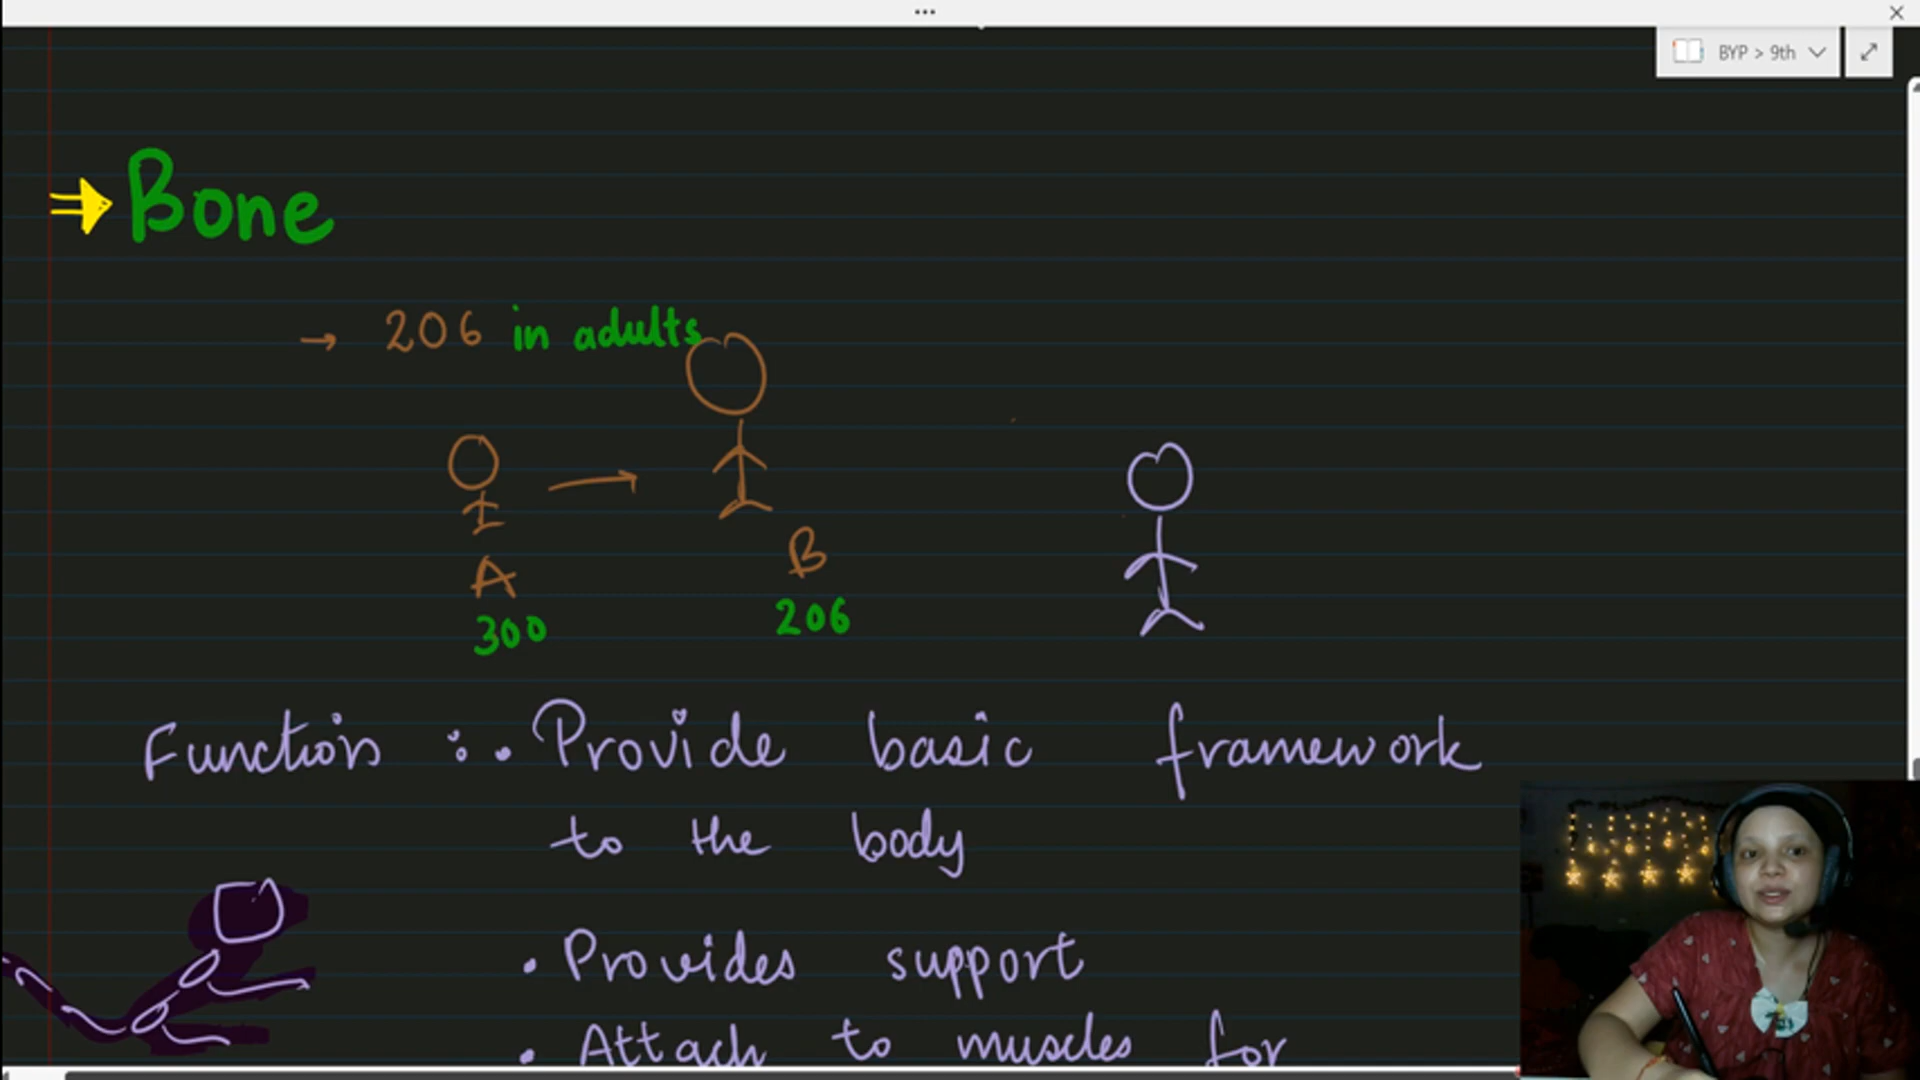 BYP > 9th
⇒ Bone
→ 206 in adults
A
B
300
206
Function :. Provide basic framework
to the body
• Provides support
• Attach to muscles for